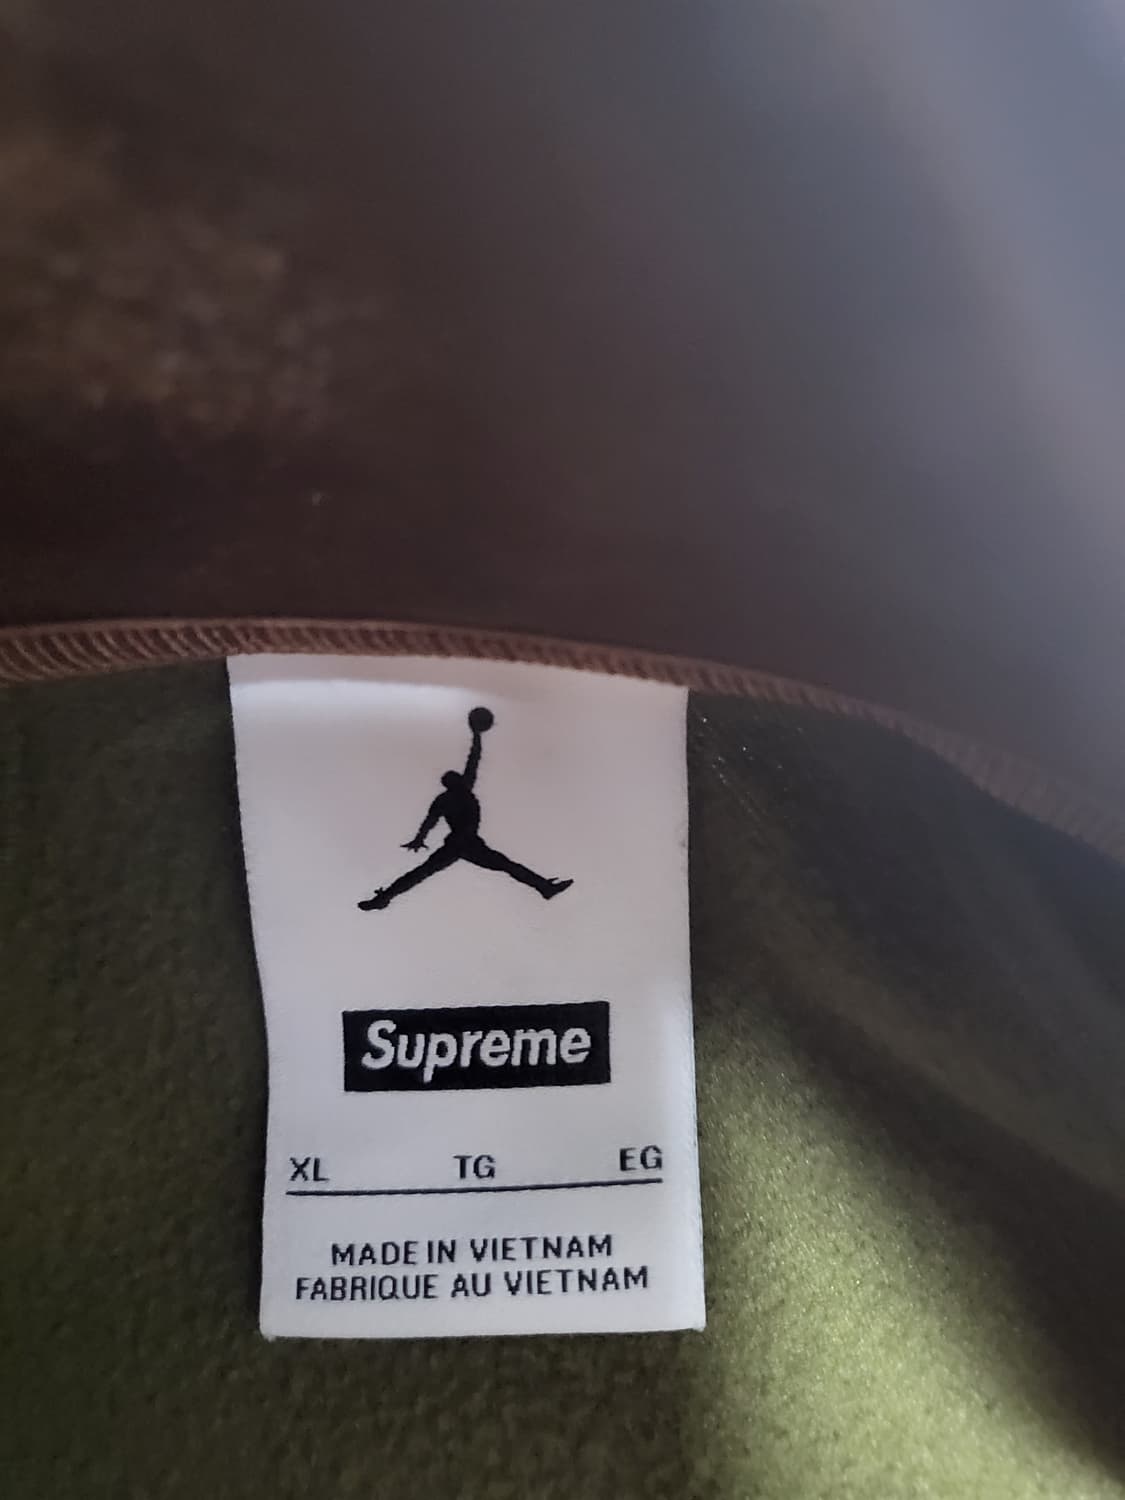 Supreme
XL TG EG
MADE IN VIETNAM
FABRIQUE AU VIETNAM